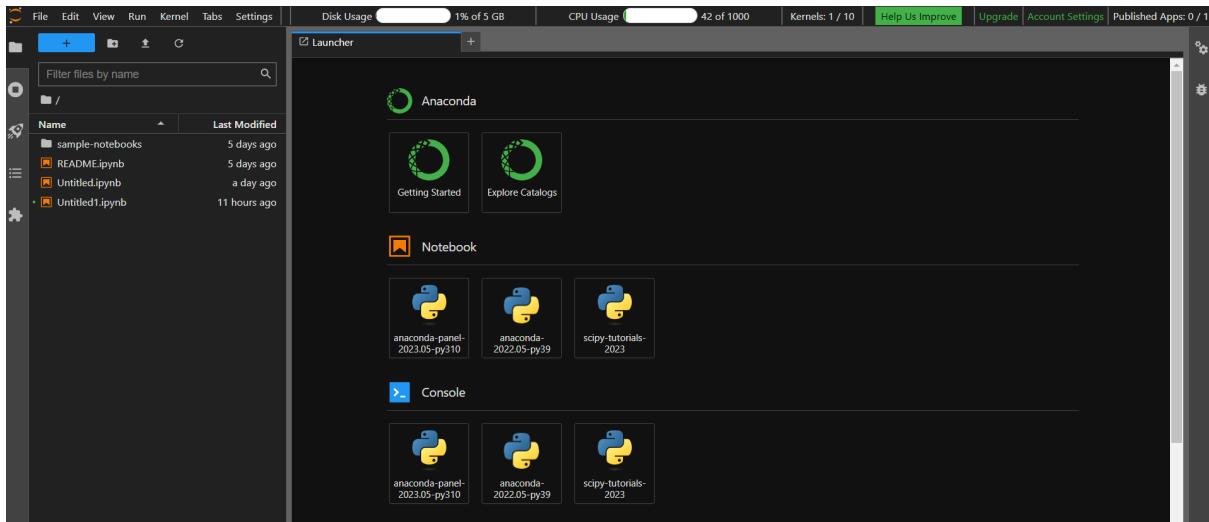 File Edit View Run Kernel Tabs Settings Disk Usage 1% of 5 GB CPU Usage 42 of 1000 Kernels: 1 / 10 Help Us Improve Upgrade Account Settings Published Apps: 0 / 1
+
Launcher +
Filter files by name
/
Name Last Modified
sample-notebooks 5 days ago
README.ipynb 5 days ago
Untitled.ipynb a day ago
Untitled1.ipynb 11 hours ago
Anaconda
Getting Started Explore Catalogs
Notebook
anaconda-panel- anaconda- scipy-tutorials-
2023.05-py310 2022.05-py39 2023
Console
anaconda-panel- anaconda- scipy-tutorials-
2023.05-py310 2022.05-py39 2023